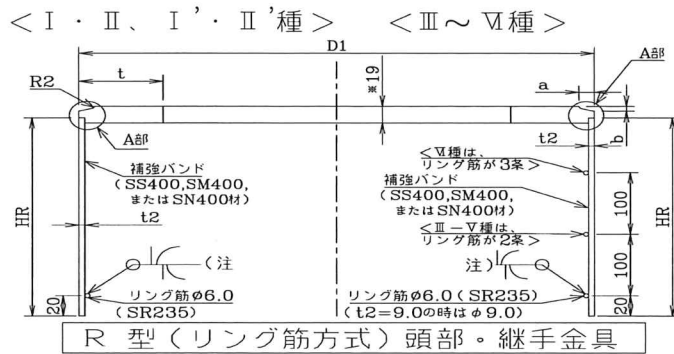 <Ⅰ・Ⅱ、Ⅰ'・Ⅱ'種>
<Ⅲ～Ⅵ種>
D1
A部
R2
t
※19
a
A部
t2
b
補強バンド
(SS400,SM400,
またはSN400材)
<Ⅵ種は、
リング筋が3条>
補強バンド
(SS400,SM400,
またはSN400材)
HR
t2
100
HR
<Ⅲ－Ⅴ種は、
リング筋が2条>
100
(注
注)
20
リング筋φ6.0
(SR235)
リング筋φ6.0(SR235)
(t2=9.0の時はφ9.0)
20
R 型(リング筋方式)頭部・継手金具